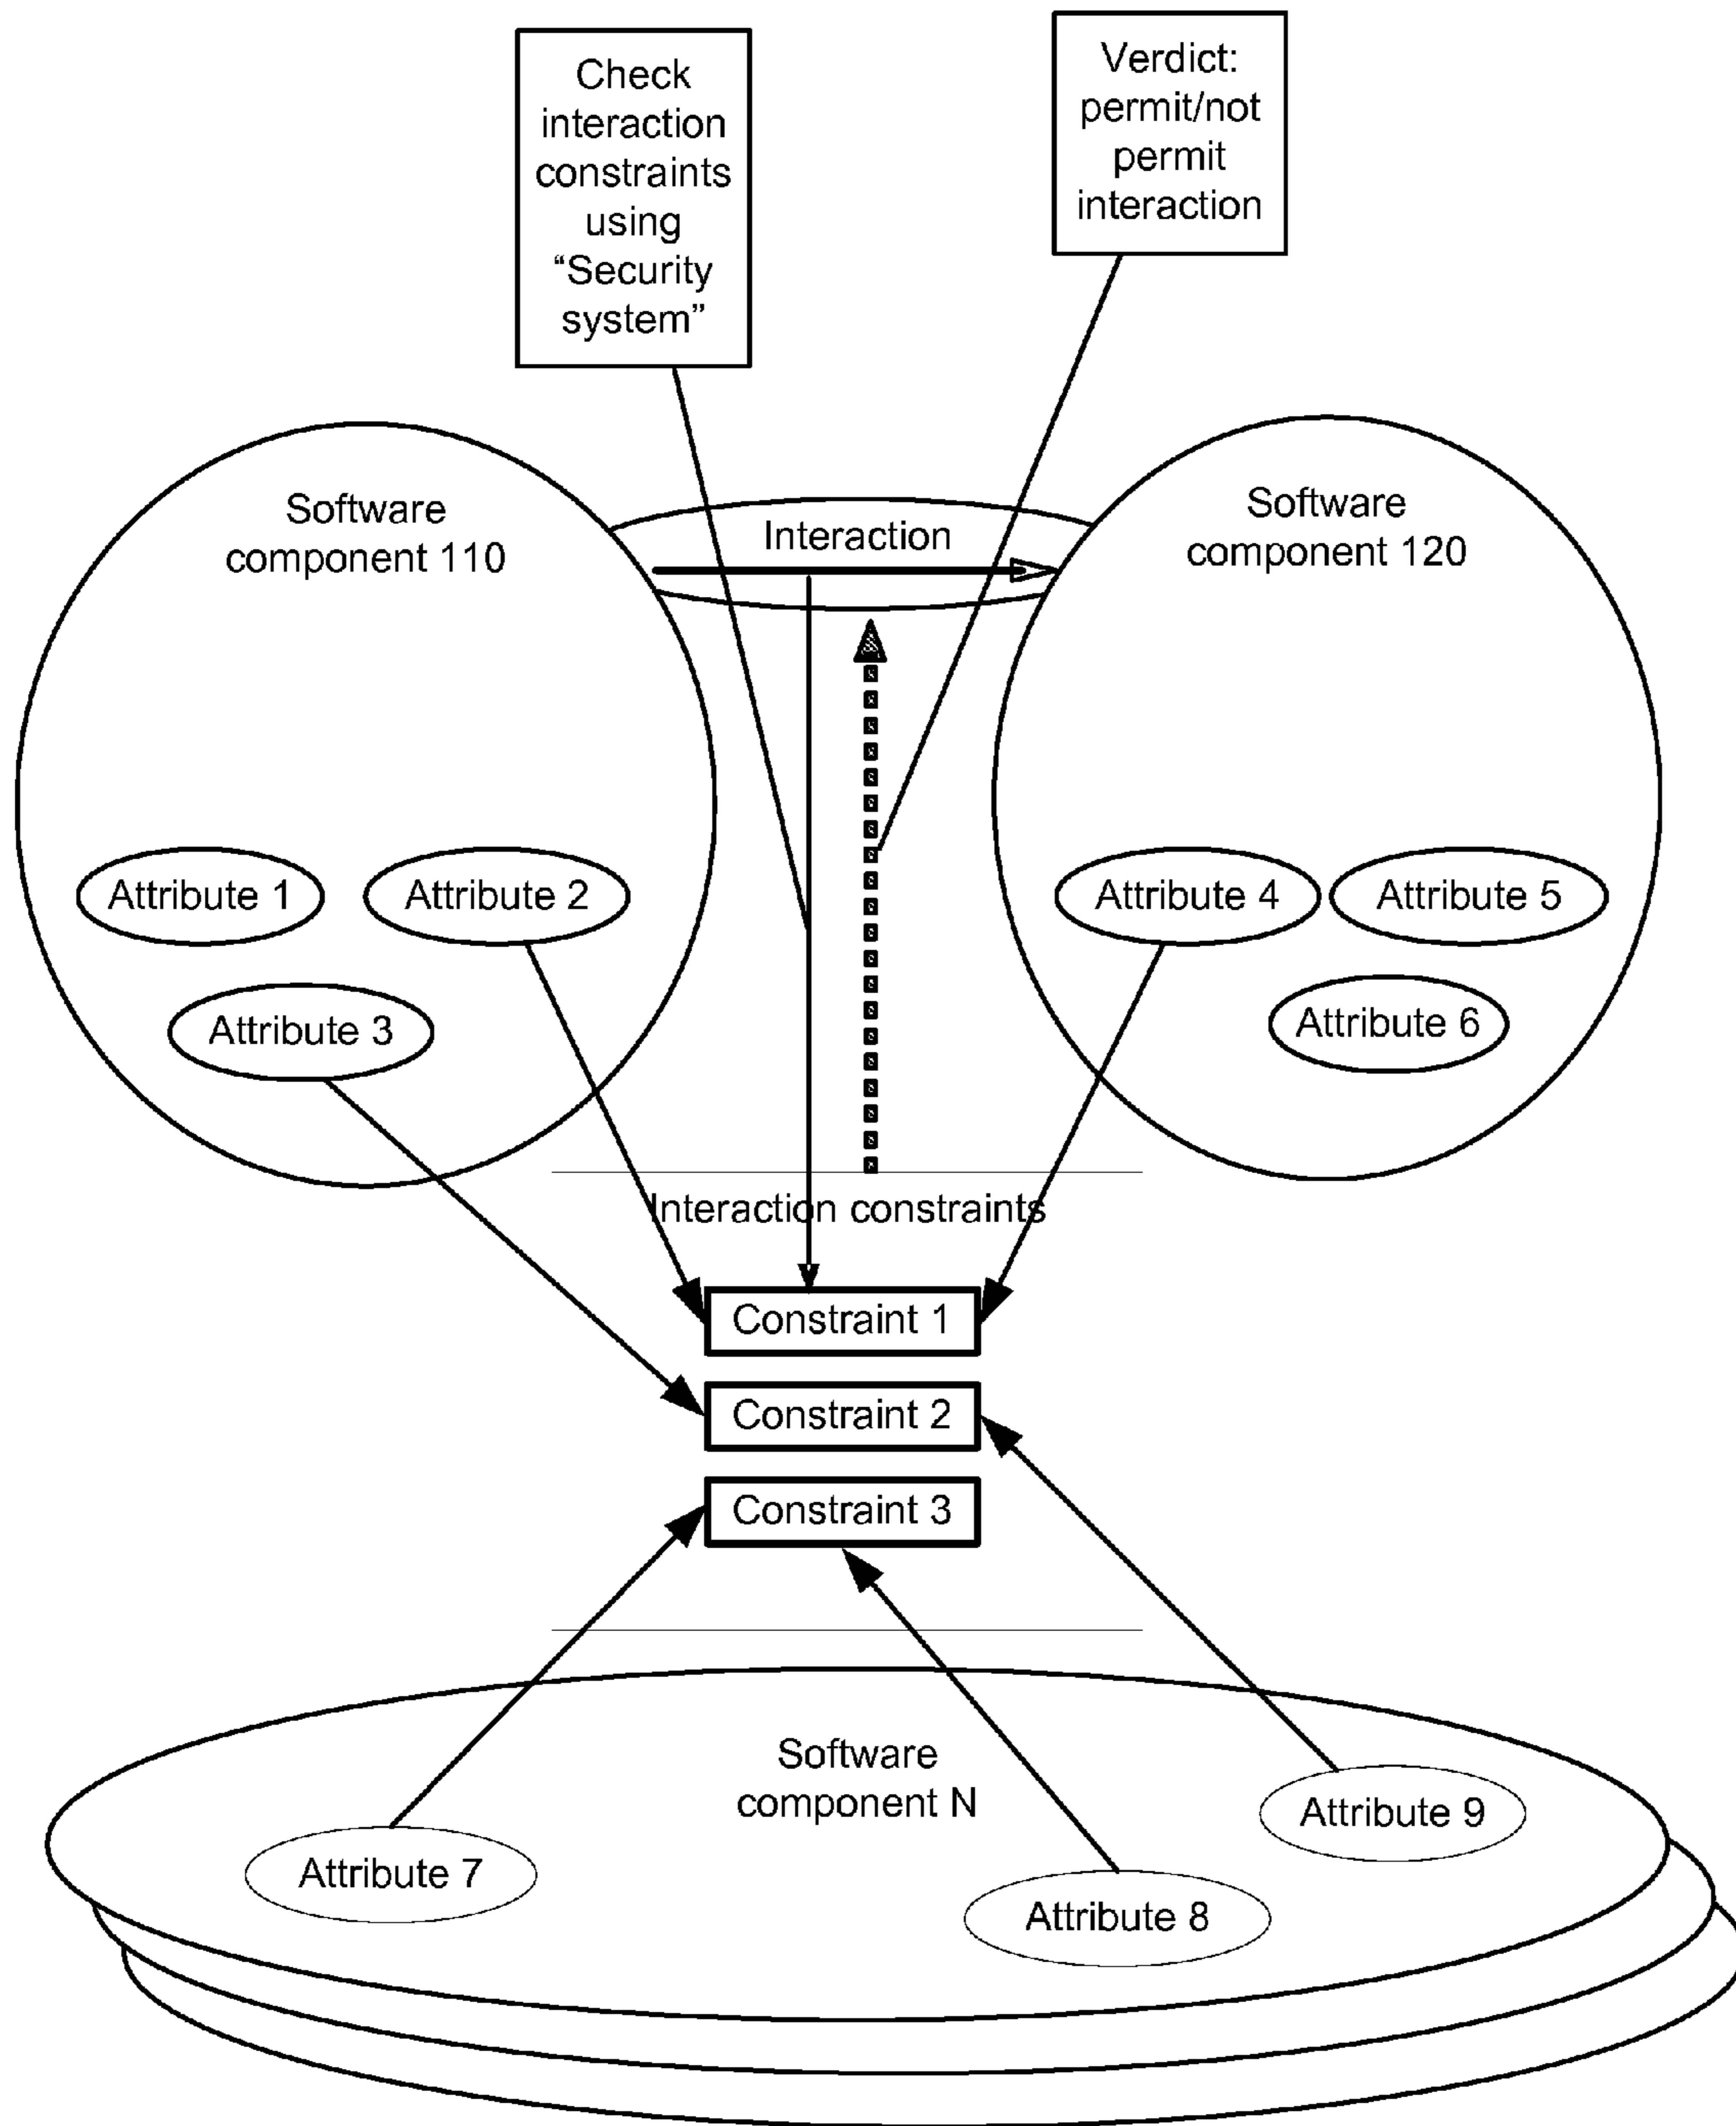 Check
interaction
constraints
using
“Security
system”
Verdict:
permit/not
permit
interaction
Software
component 110
Interaction
Software
component 120
Attribute 1
Attribute 2
Attribute 3
Attribute 4
Attribute 5
Attribute 6
Interaction constraints
Constraint 1
Constraint 2
Constraint 3
Software
component N
Attribute 7
Attribute 8
Attribute 9